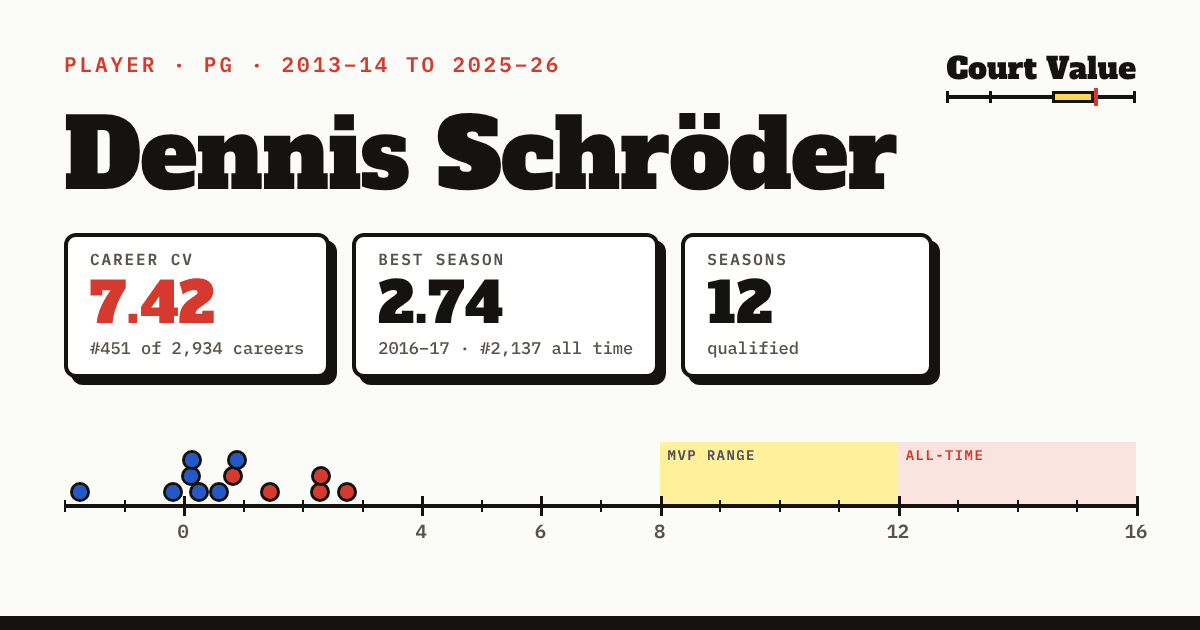 PLAYER · PG · 2013–14 TO 2025–26
Court Value
Dennis Schröder
CAREER CV
7.42
#451 of 2,934 careers
BEST SEASON
2.74
2016–17 · #2,137 all time
SEASONS
12
qualified
MVP RANGE
ALL-TIME
0 4 6 8 12 16